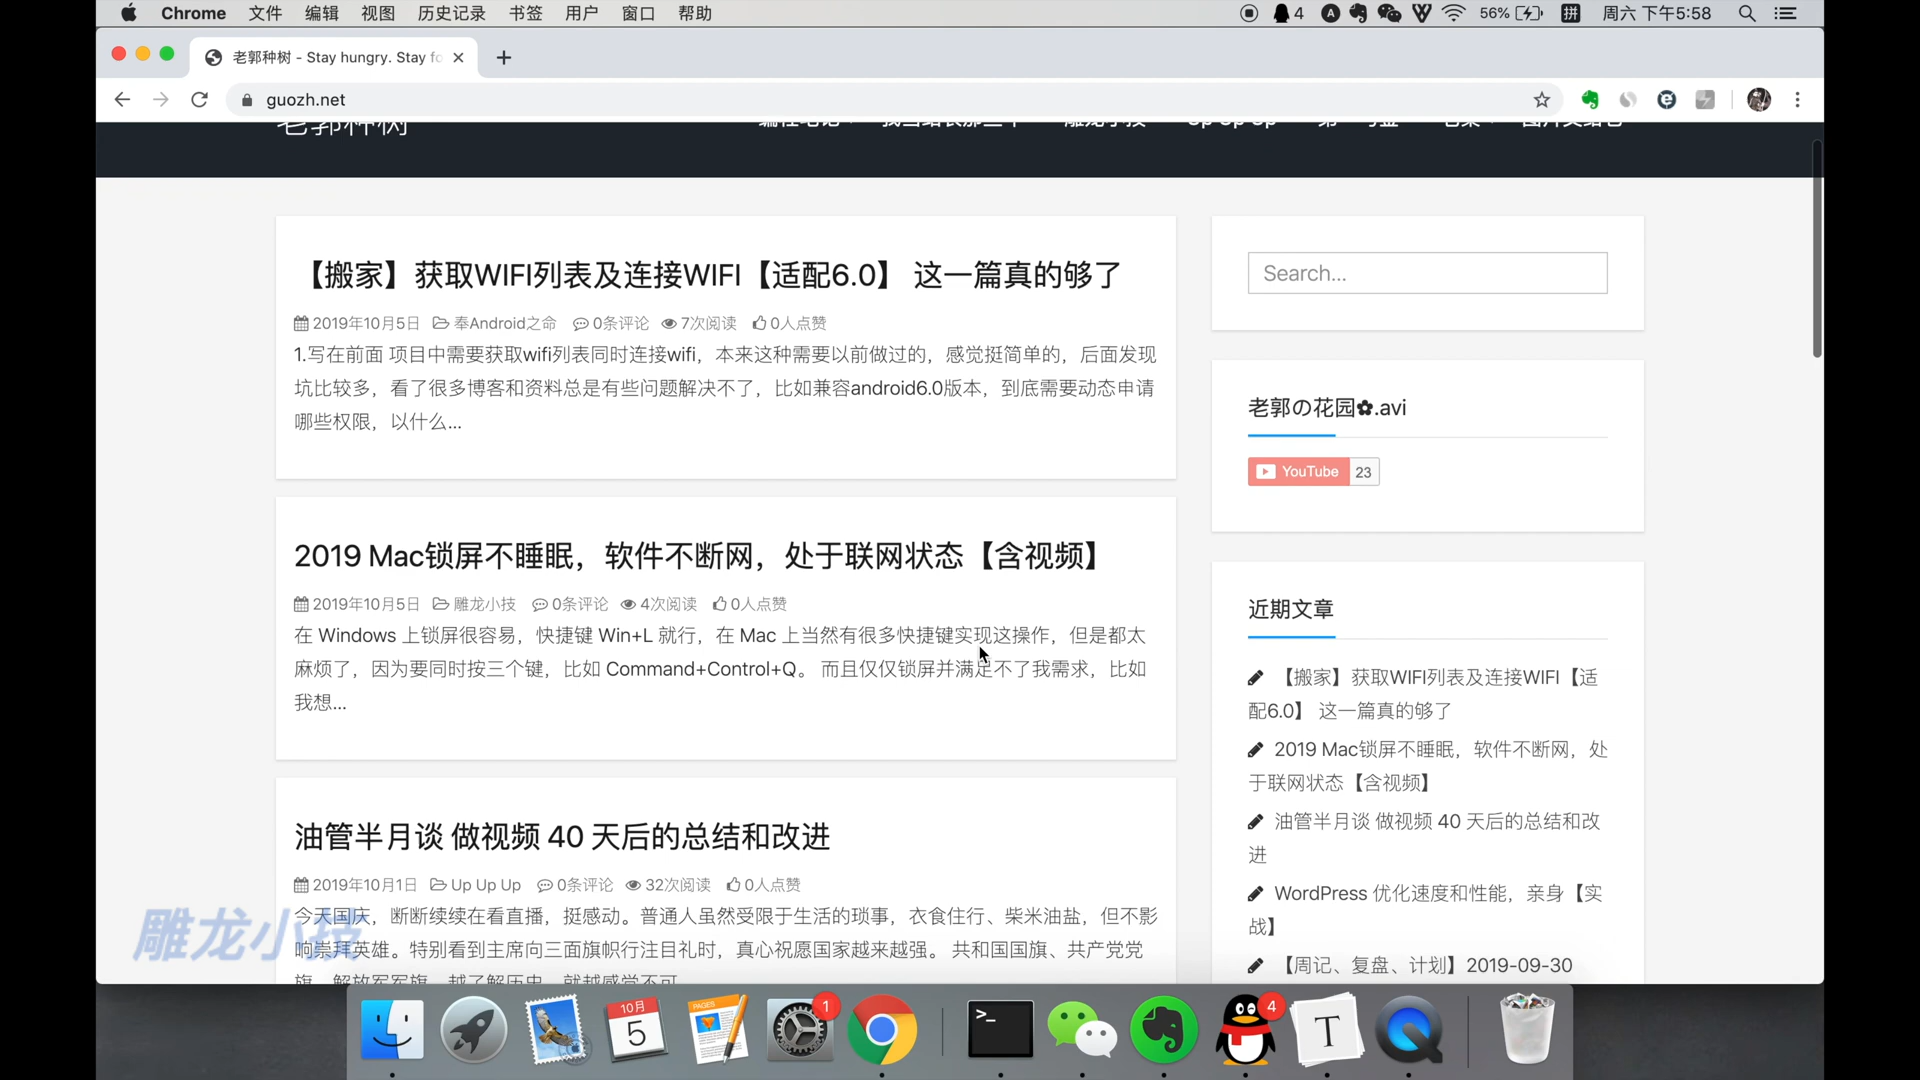 Chrome 文件 编辑 视图 历史记录 书签 用户 窗口 帮助 4 56% 拼 周六 下午5:58
老郭种树 - Stay hungry. Stay fo
guozh.net
老郭种树
【搬家】获取WIFI列表及连接WIFI【适配6.0】 这一篇真的够了
2019年10月5日 奉Android之命 0条评论 7次阅读 0人点赞
1.写在前面 项目中需要获取wifi列表同时连接wifi，本来这种需要以前做过的，感觉挺简单的，后面发现
坑比较多，看了很多博客和资料总是有些问题解决不了，比如兼容android6.0版本，到底需要动态申请
哪些权限，以什么...
2019 Mac锁屏不睡眠，软件不断网，处于联网状态【含视频】
2019年10月5日 雕龙小技 0条评论 4次阅读 0人点赞
在 Windows 上锁屏很容易，快捷键 Win+L 就行，在 Mac 上当然有很多快捷键实现这操作，但是都太
麻烦了，因为要同时按三个键，比如 Command+Control+Q。 而且仅仅锁屏并满足不了我需求，比如
我想...
油管半月谈 做视频 40 天后的总结和改进
2019年10月1日 Up Up Up 0条评论 32次阅读 0人点赞
今天国庆，断断续续在看直播，挺感动。普通人虽然受限于生活的琐事，衣食住行、柴米油盐，但不影
响崇拜英雄。特别看到主席向三面旗帜行注目礼时，真心祝愿国家越来越强。 共和国国旗、共产党党
旗、解放军军旗，越了解历史，就越感觉不可
雕龙小技
Search...
老郭の花园✿.avi
YouTube 23
近期文章
【搬家】获取WIFI列表及连接WIFI【适
配6.0】 这一篇真的够了
2019 Mac锁屏不睡眠，软件不断网，处
于联网状态【含视频】
油管半月谈 做视频 40 天后的总结和改
进
WordPress 优化速度和性能，亲身【实
战】
【周记、复盘、计划】2019-09-30
10月
5
PAGES
1
>_
4
T